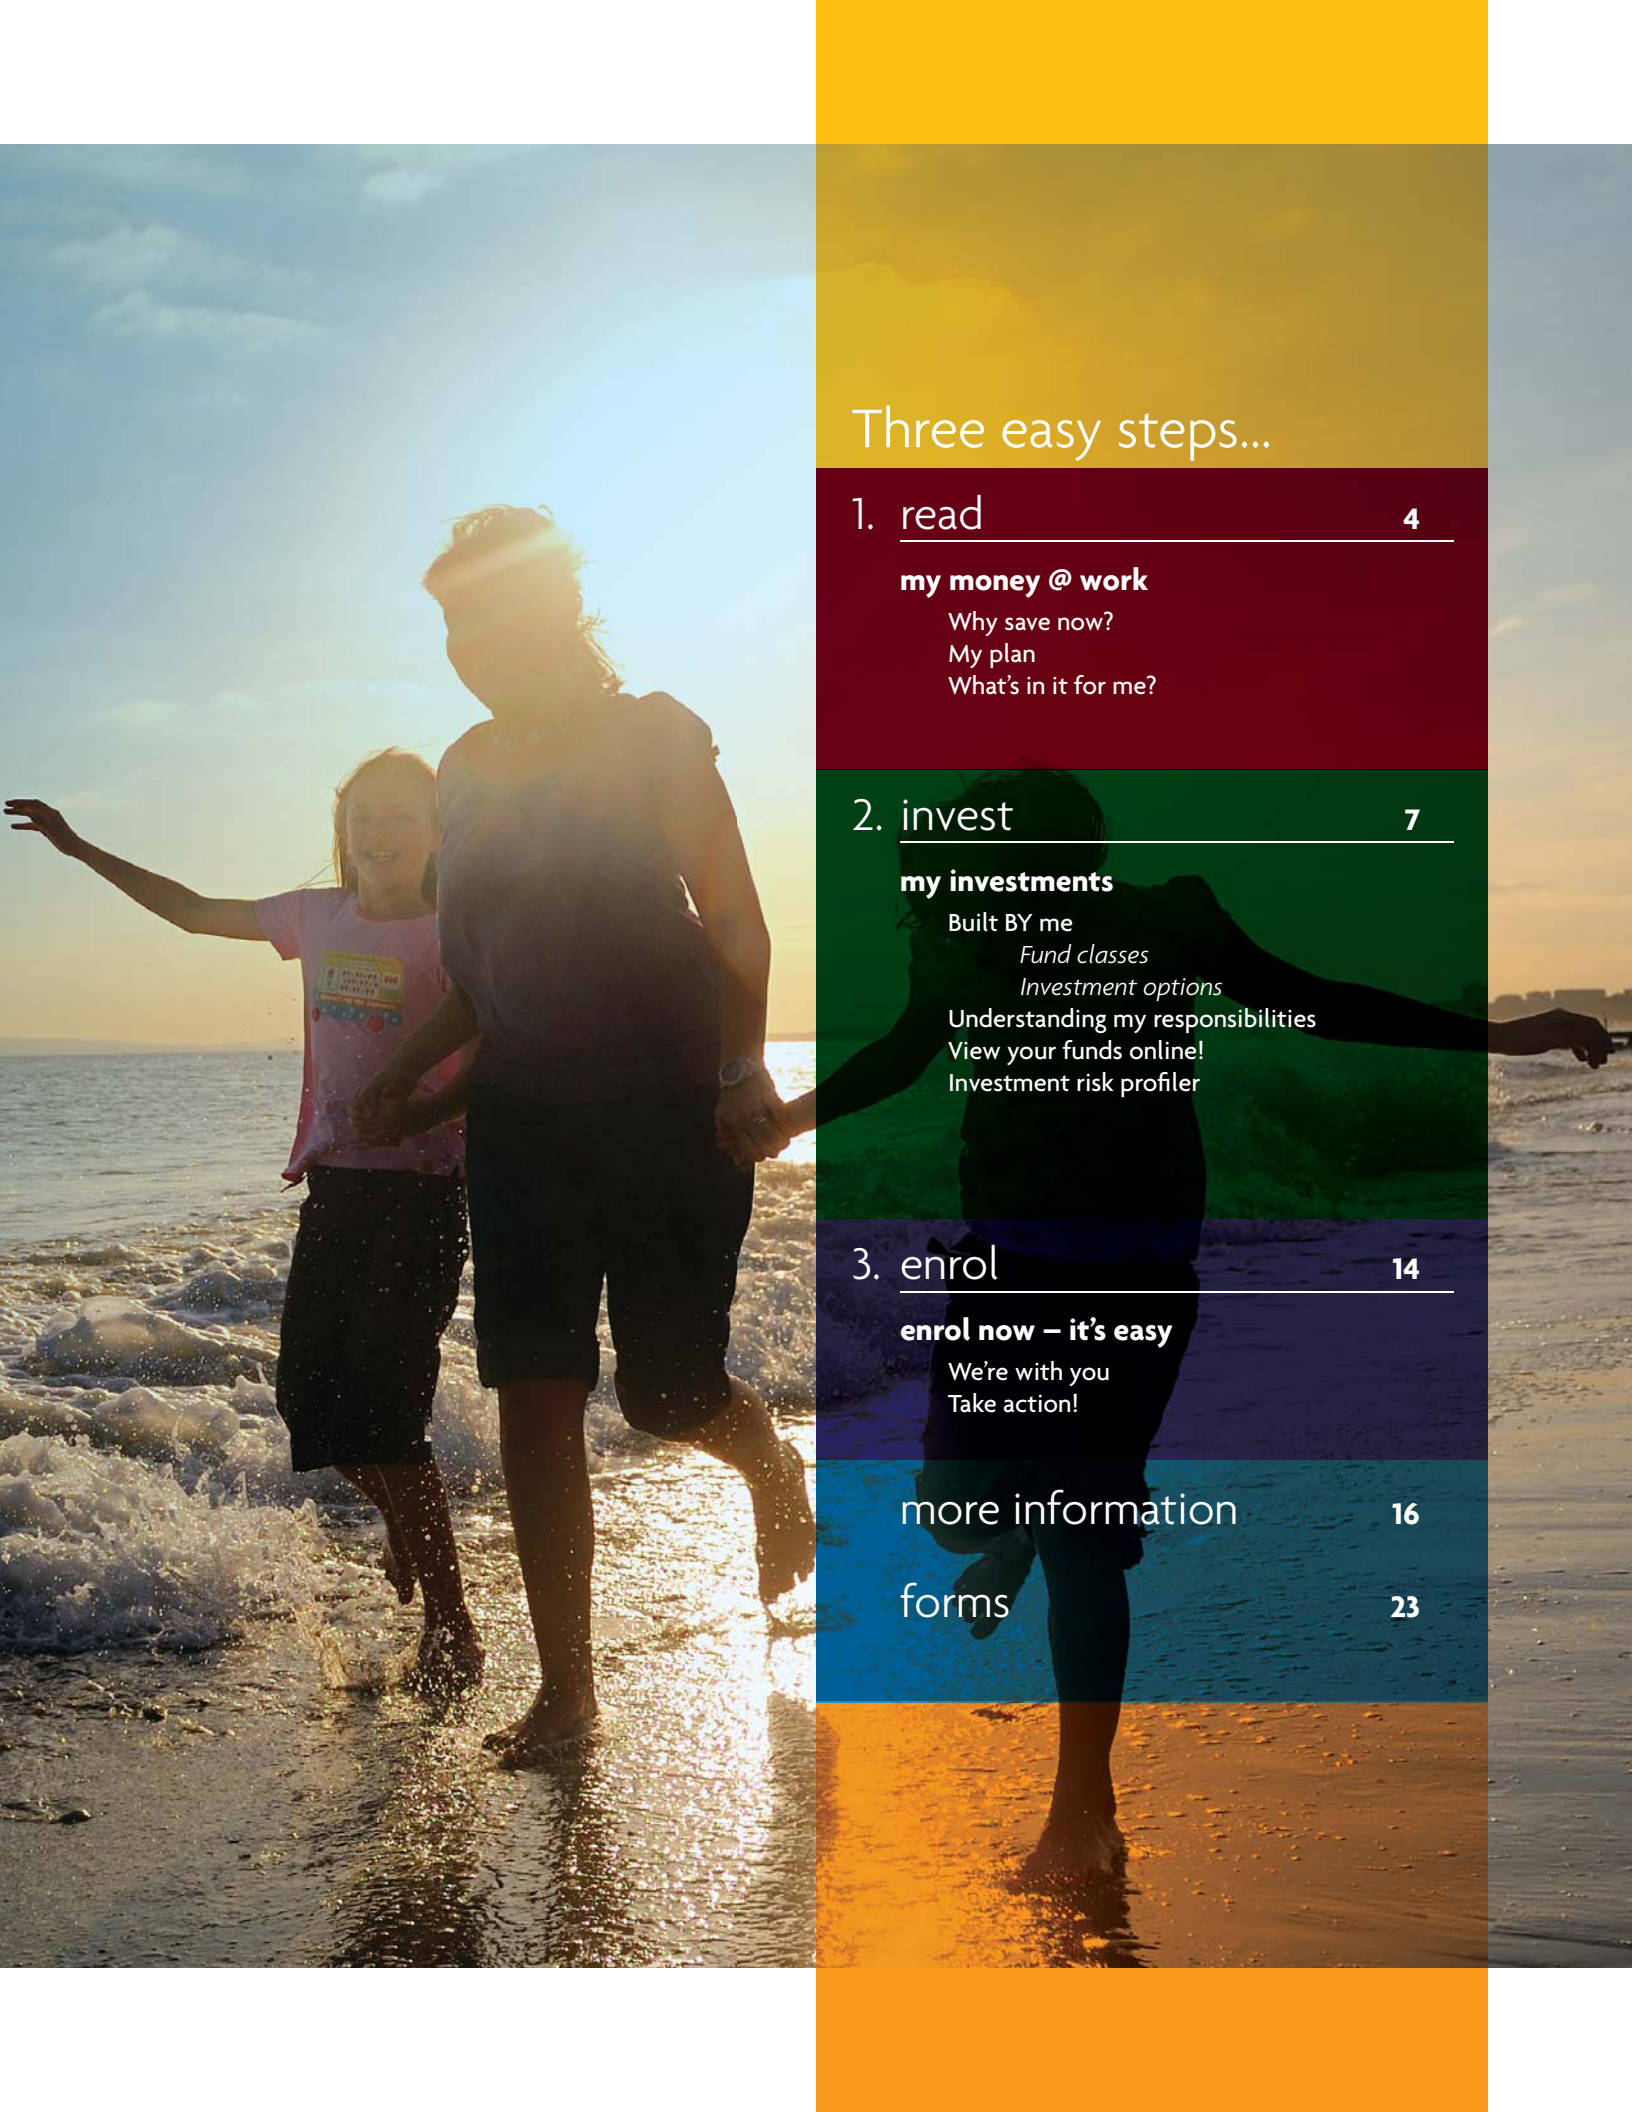 Three easy steps...
1. read 4
my money @ work
Why save now?
My plan
What's in it for me?
2. invest 7
my investments
Built BY me
Fund classes
Investment options
Understanding my responsibilities
View your funds online!
Investment risk profiler
3. enrol 14
enrol now – it's easy
We're with you
Take action!
more information 16
forms 23